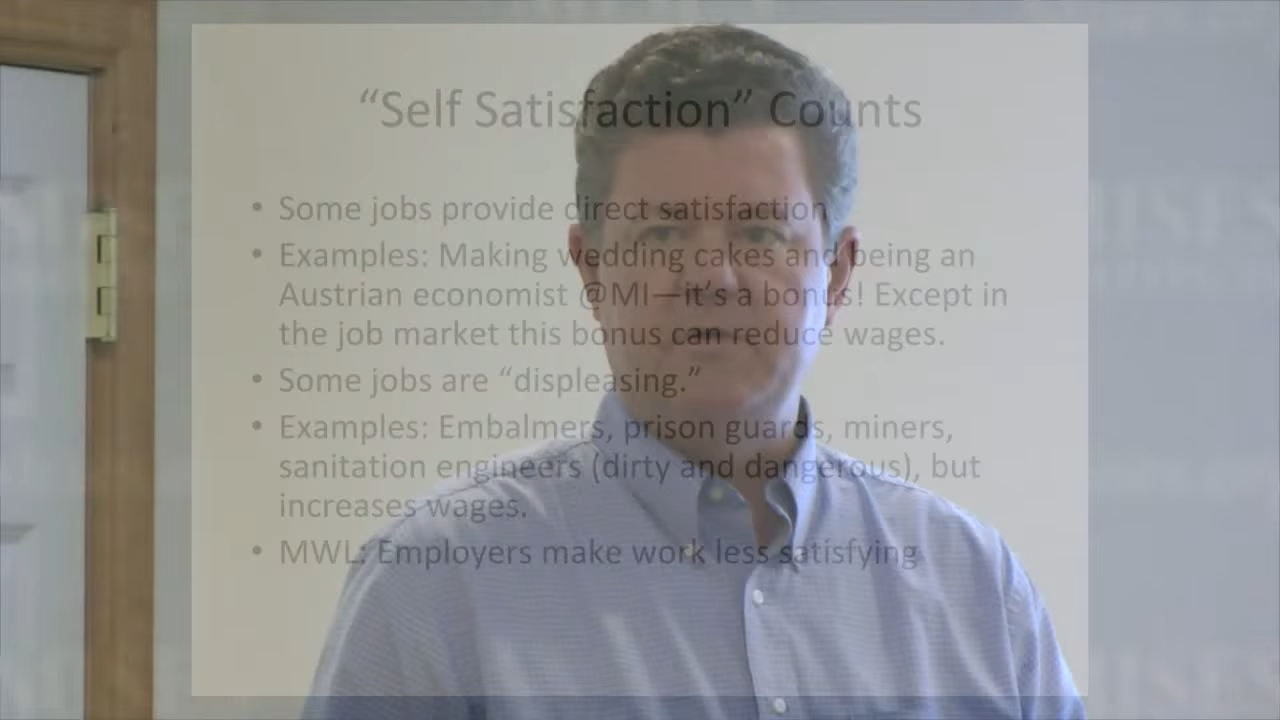 “Self Satisfaction” Counts
• Some jobs provide direct satisfaction
• Examples: Making wedding cakes and being an
Austrian economist @MI—it’s a bonus! Except in
the job market this bonus can reduce wages.
• Some jobs are “displeasing.”
• Examples: Embalmers, prison guards, miners,
sanitation engineers (dirty and dangerous), but
increases wages.
• MWL: Employers make work less satisfying